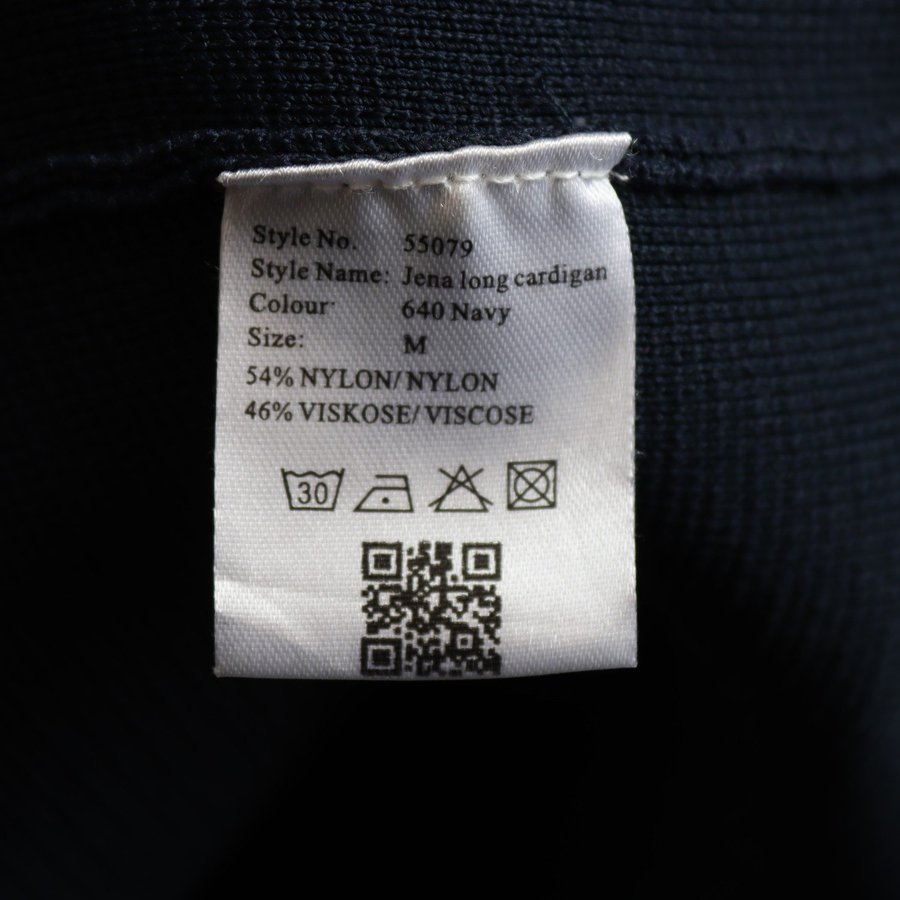 Style No. 55079
Style Name: Jena long cardigan
Colour: 640 Navy
Size: M
54% NYLON/NYLON
46% VISKOSE/VISCOSE
30